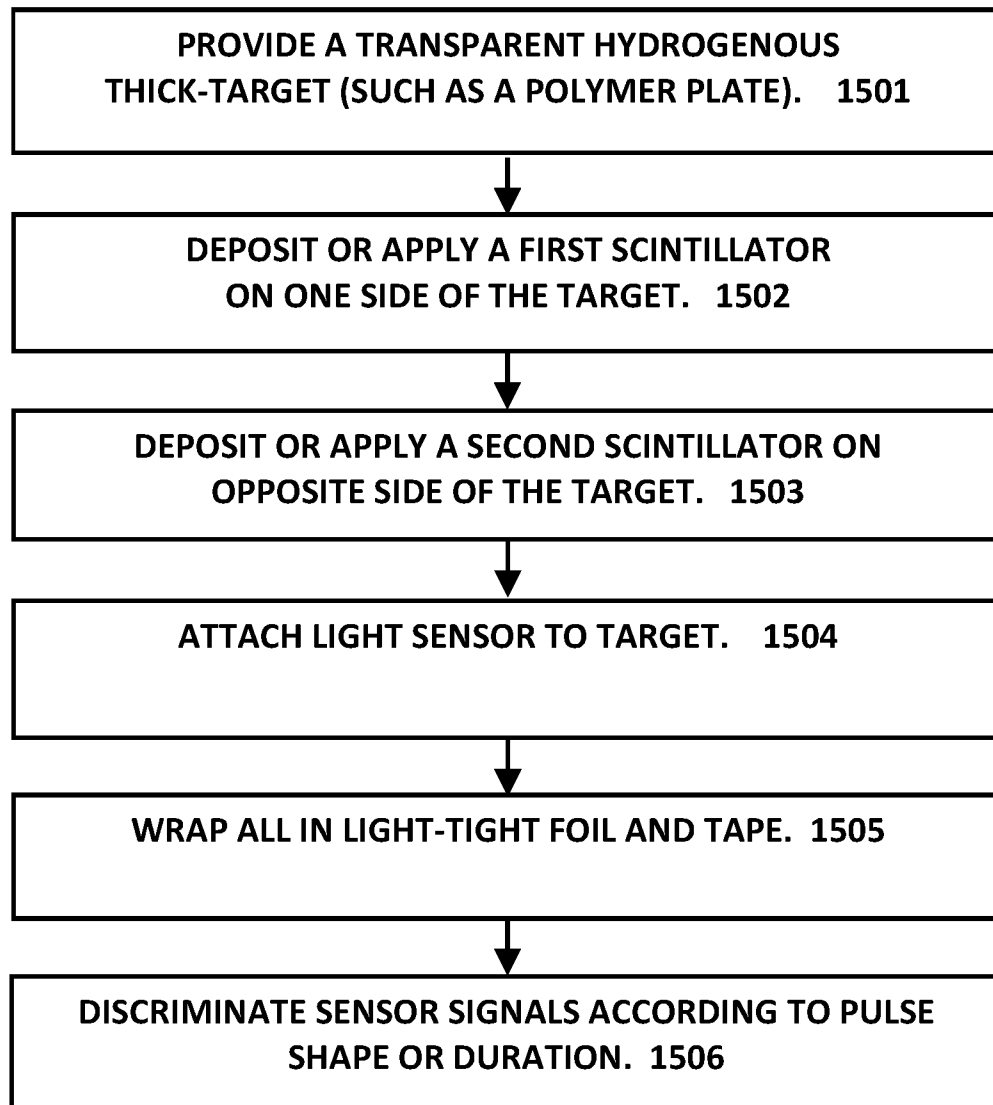 PROVIDE A TRANSPARENT HYDROGENOUS
THICK-TARGET (SUCH AS A POLYMER PLATE). 1501
DEPOSIT OR APPLY A FIRST SCINTILLATOR
ON ONE SIDE OF THE TARGET. 1502
DEPOSIT OR APPLY A SECOND SCINTILLATOR ON
OPPOSITE SIDE OF THE TARGET. 1503
ATTACH LIGHT SENSOR TO TARGET. 1504
WRAP ALL IN LIGHT-TIGHT FOIL AND TAPE. 1505
DISCRIMINATE SENSOR SIGNALS ACCORDING TO PULSE
SHAPE OR DURATION. 1506